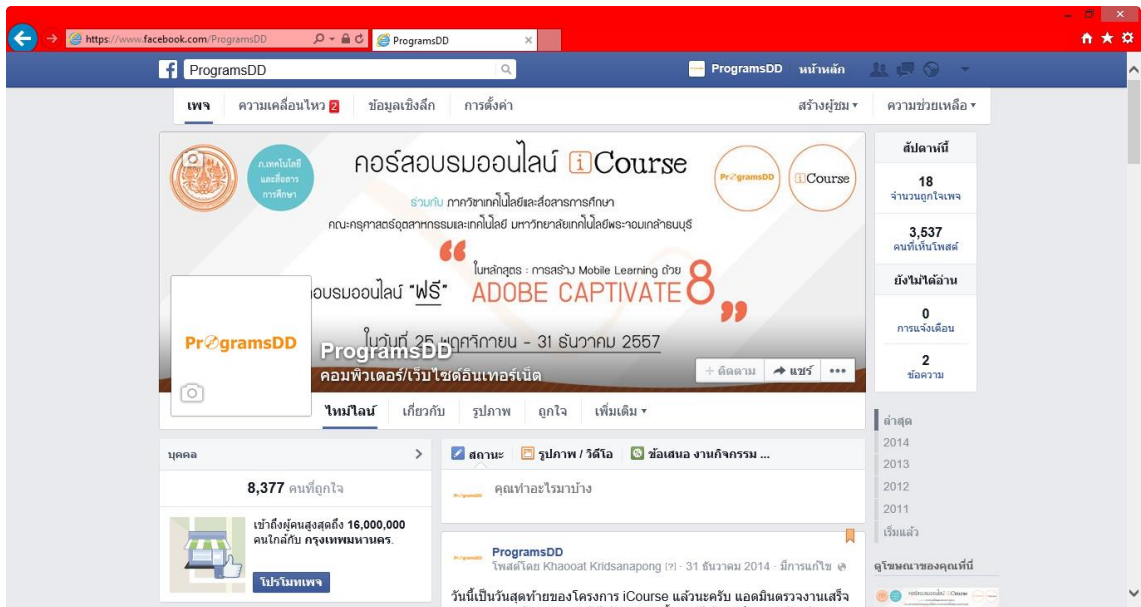 https://www.facebook.com/ProgramsDD
ProgramsDD
ProgramsDD
ProgramsDD
หน้าหลัก
เพจ
ความเคลื่อนไหว 2
ข้อมูลเชิงลึก
การตั้งค่า
สร้างผู้ชม
ความช่วยเหลือ
ภ.เทคโนโลยี
และสื่อสาร
การศึกษา
คอร์สอบรมออนไลน์ iCourse
ProgramsDD
iCourse
ร่วมกับ ภาควิชาเทคโนโลยีและสื่อสารการศึกษา
คณะครุศาสตร์อุตสาหกรรมและเทคโนโลยี มหาวิทยาลัยเทคโนโลยีพระจอมเกล้าธนบุรี
“ ในหลักสูตร : การสร้าง Mobile Learning ด้วย
อบรมออนไลน์ "ฟรี"
ADOBE CAPTIVATE 8 ”
ในวันที่ 25 พฤศจิกายน - 31 ธันวาคม 2557
ProgramsDD
ProgramsDD
คอมพิวเตอร์/เว็บไซต์อินเทอร์เน็ต
+ ติดตาม
แชร์
•••
ไทม์ไลน์
เกี่ยวกับ
รูปภาพ
ถูกใจ
เพิ่มเติม
สัปดาห์นี้
18
จำนวนถูกใจเพจ
3,537
คนที่เห็นโพสต์
ยังไม่ได้อ่าน
0
การแจ้งเตือน
2
ข้อความ
ล่าสุด
2014
2013
2012
2011
เริ่มแล้ว
บุคคล
8,377 คนที่ถูกใจ
เข้าถึงผู้คนสูงสุดถึง 16,000,000
คนใกล้กับ กรุงเทพมหานคร.
โปรโมทเพจ
สถานะ
รูปภาพ / วิดีโอ
ข้อเสนอ งานกิจกรรม ...
คุณทำอะไรมาบ้าง
ProgramsDD
โพสต์โดย Khaooat Kridsanapong [?] · 31 ธันวาคม 2014 · มีการแก้ไข
วันนี้เป็นวันสุดท้ายของโครงการ iCourse แล้วนะครับ แอดมินตรวจงานเสร็จ
ดูโฆษณาของคุณที่นี่